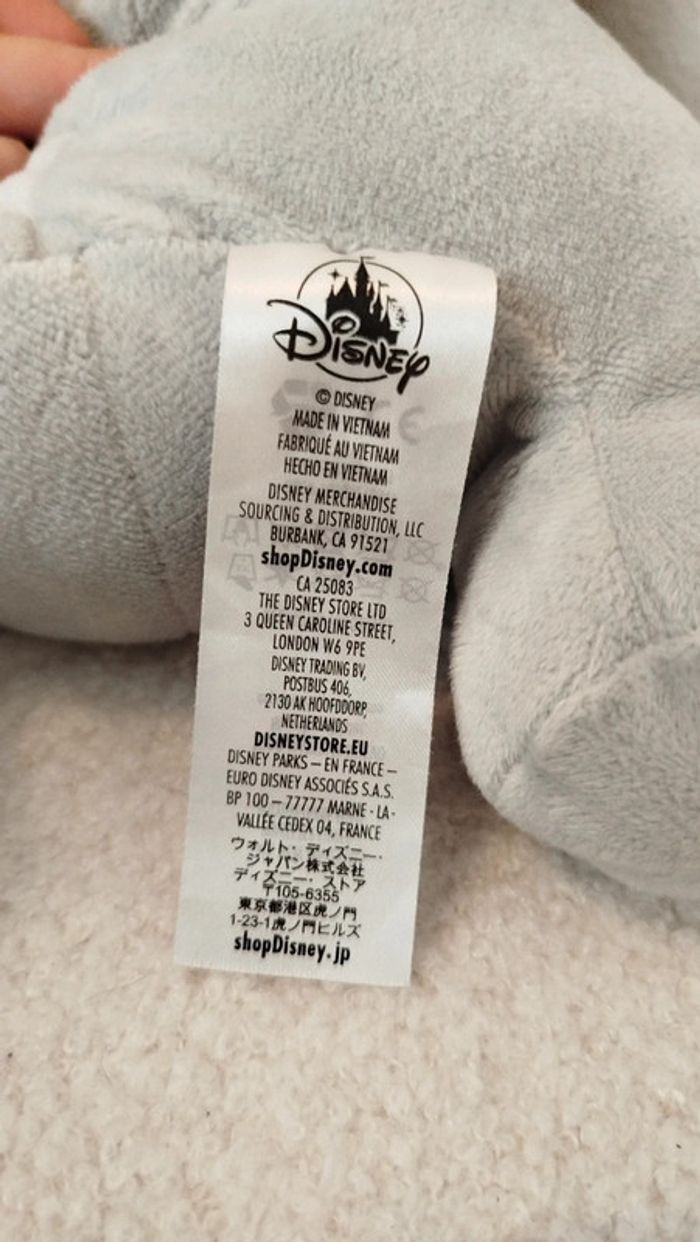 DISNEY
© DISNEY
MADE IN VIETNAM
FABRIQUÉ AU VIETNAM
HECHO EN VIETNAM
DISNEY MERCHANDISE
SOURCING & DISTRIBUTION, LLC
BURBANK, CA 91521
shopDisney.com
CA 25083
THE DISNEY STORE LTD
3 QUEEN CAROLINE STREET,
LONDON W6 9PE
DISNEY TRADING BV,
POSTBUS 406,
2130 AK HOOFDDORP,
NETHERLANDS
DISNEYSTORE.EU
DISNEY PARKS – EN FRANCE –
EURO DISNEY ASSOCIÉS S.A.S.
BP 100 – 77777 MARNE - LA -
VALLÉE CEDEX 04, FRANCE
ウォルト・ディズニー・
ジャパン株式会社
ディズニー・ストア
〒105-6355
東京都港区虎ノ門
1-23-1虎ノ門ヒルズ
shopDisney.jp